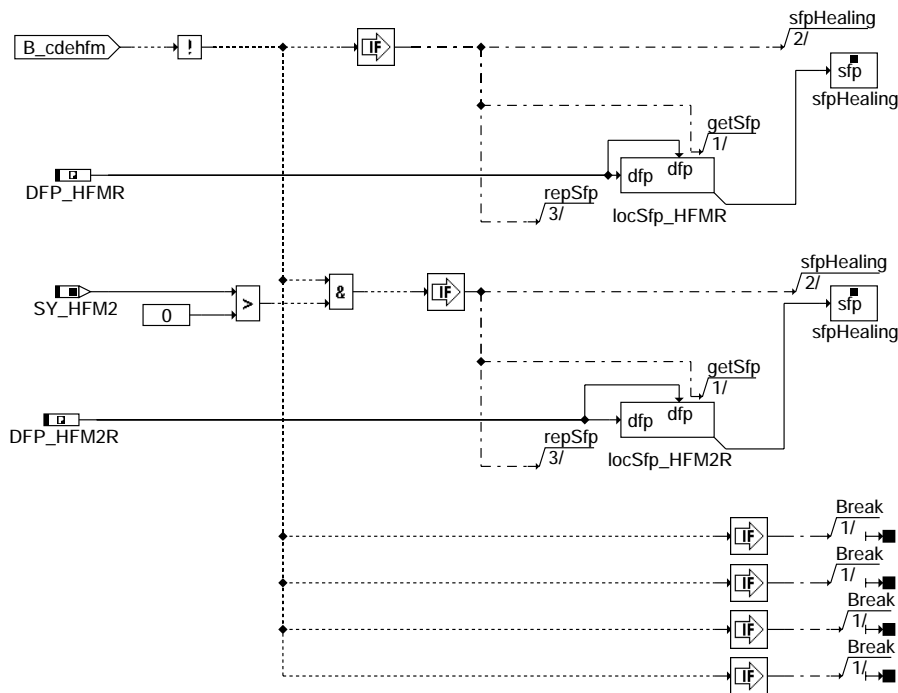 sfpHealing
2/
B_cdehfm
!
IF
sfp
sfpHealing
getSfp
1/
DFP_HFMR
dfp
dfp
repSfp
3/
locSfp_HFMR
sfpHealing
2/
SY_HFM2
0
>
&
IF
sfp
sfpHealing
getSfp
1/
DFP_HFM2R
dfp
dfp
repSfp
3/
locSfp_HFM2R
IF
Break
1/
IF
Break
1/
IF
Break
1/
IF
Break
1/